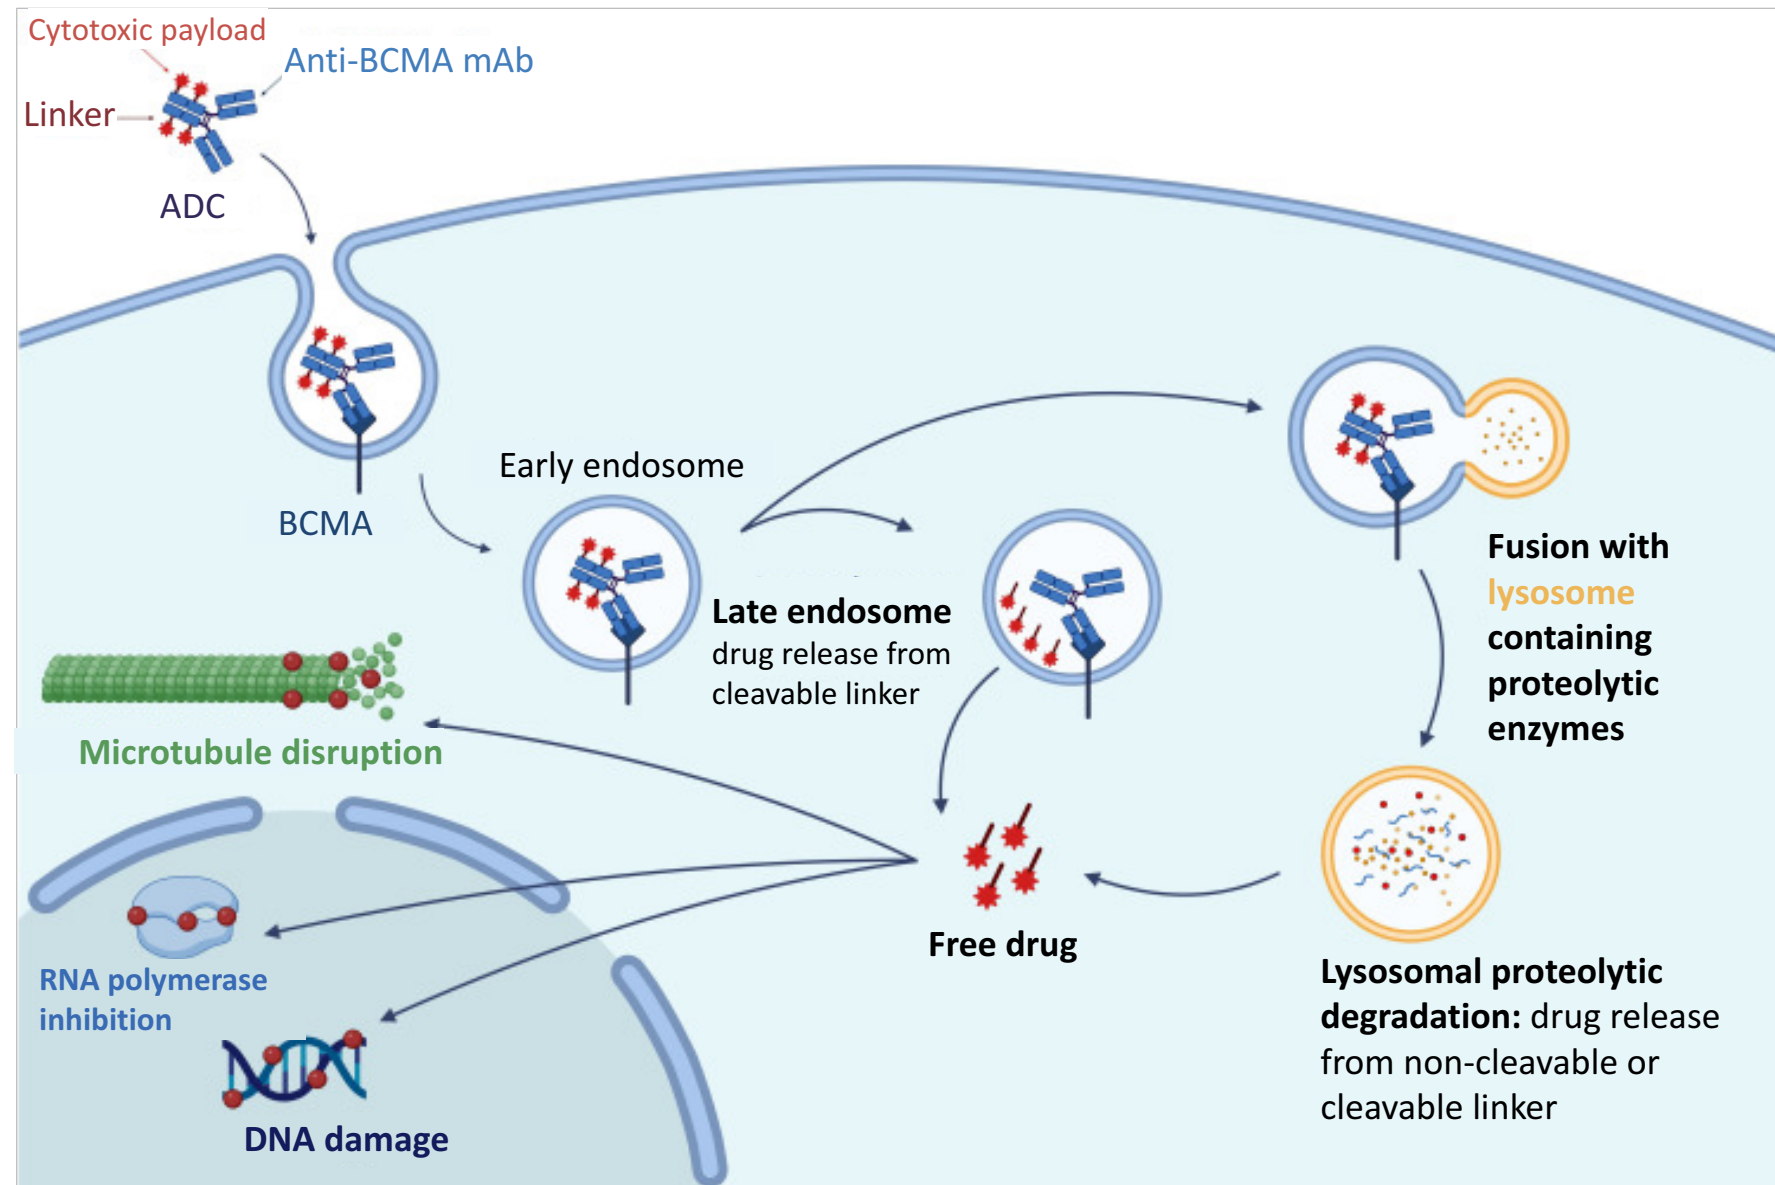 Cytotoxic payload
Anti-BCMA mAb
Linker
ADC
BCMA
Early endosome
Late endosome
drug release from
cleavable linker
Fusion with
lysosome
containing
proteolytic
enzymes
Microtubule disruption
Free drug
Lysosomal proteolytic
degradation: drug release
from non-cleavable or
cleavable linker
RNA polymerase
inhibition
DNA damage